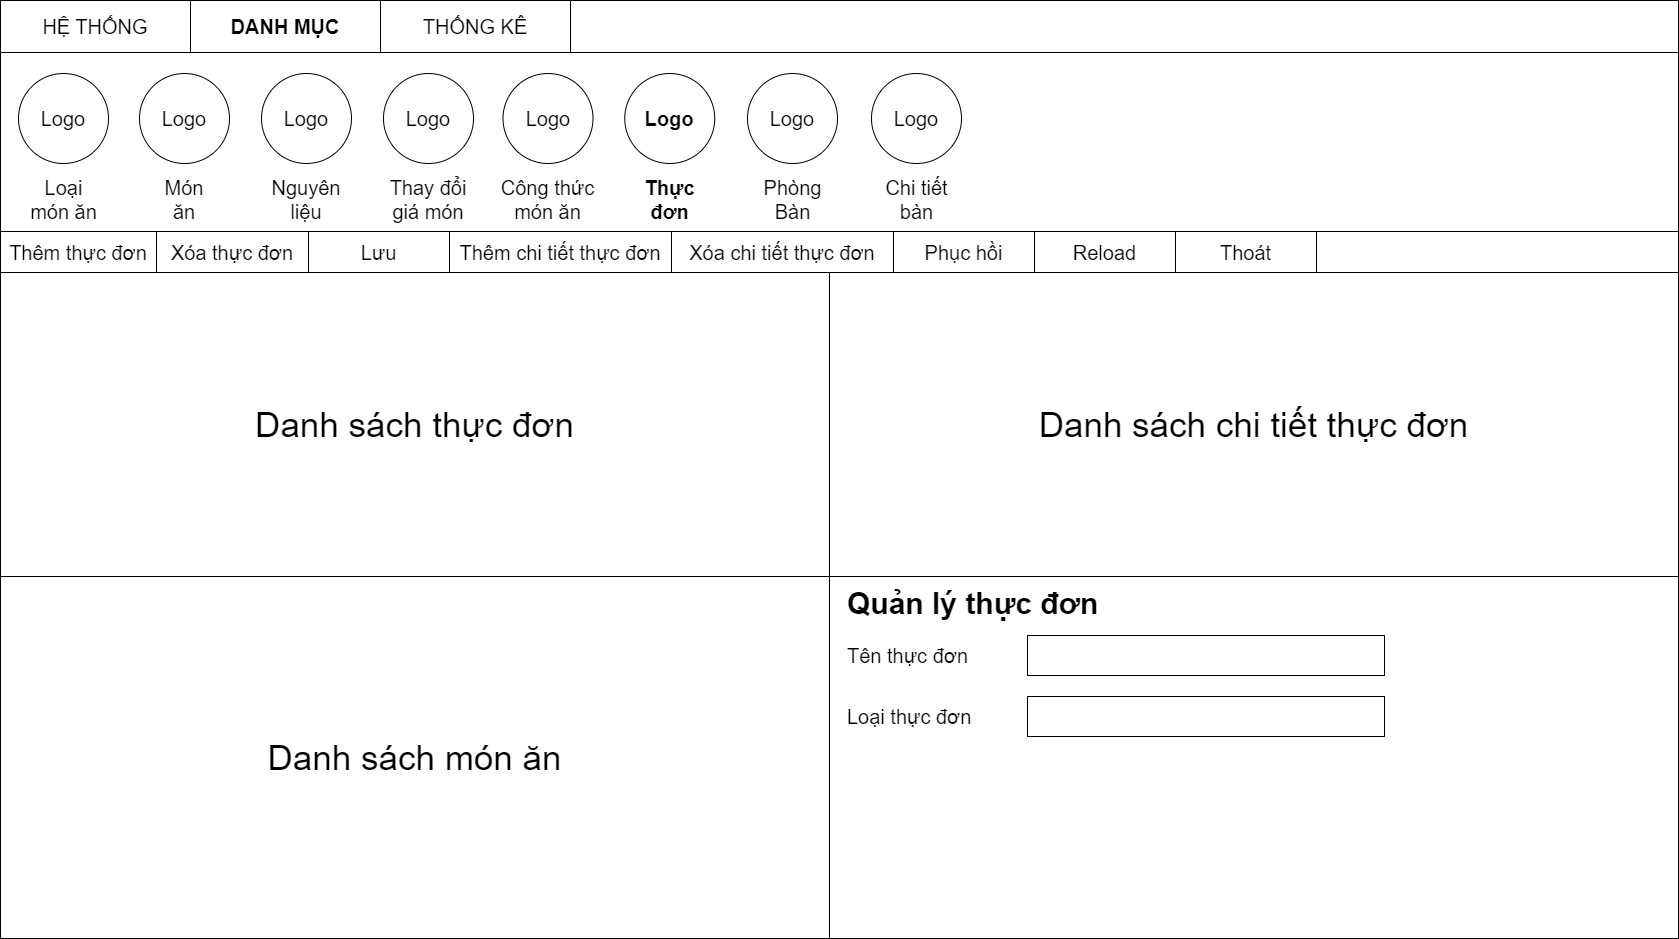 HỆ THỐNG DANH MỤC THỐNG KÊ
Logo Logo Logo Logo Logo Logo Logo Logo
Loại món ăn
Món ăn
Nguyên liệu
Thay đổi giá món
Công thức món ăn
Thực đơn
Phòng Bàn
Chi tiết bàn
Thêm thực đơn Xóa thực đơn Lưu Thêm chi tiết thực đơn Xóa chi tiết thực đơn Phục hồi Reload Thoát
Danh sách thực đơn
Danh sách chi tiết thực đơn
Danh sách món ăn
Quản lý thực đơn
Tên thực đơn
Loại thực đơn